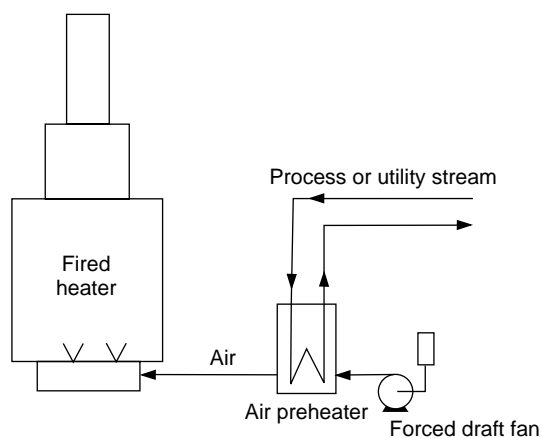 Process or utility stream
Fired
heater
Air
Air preheater
Forced draft fan